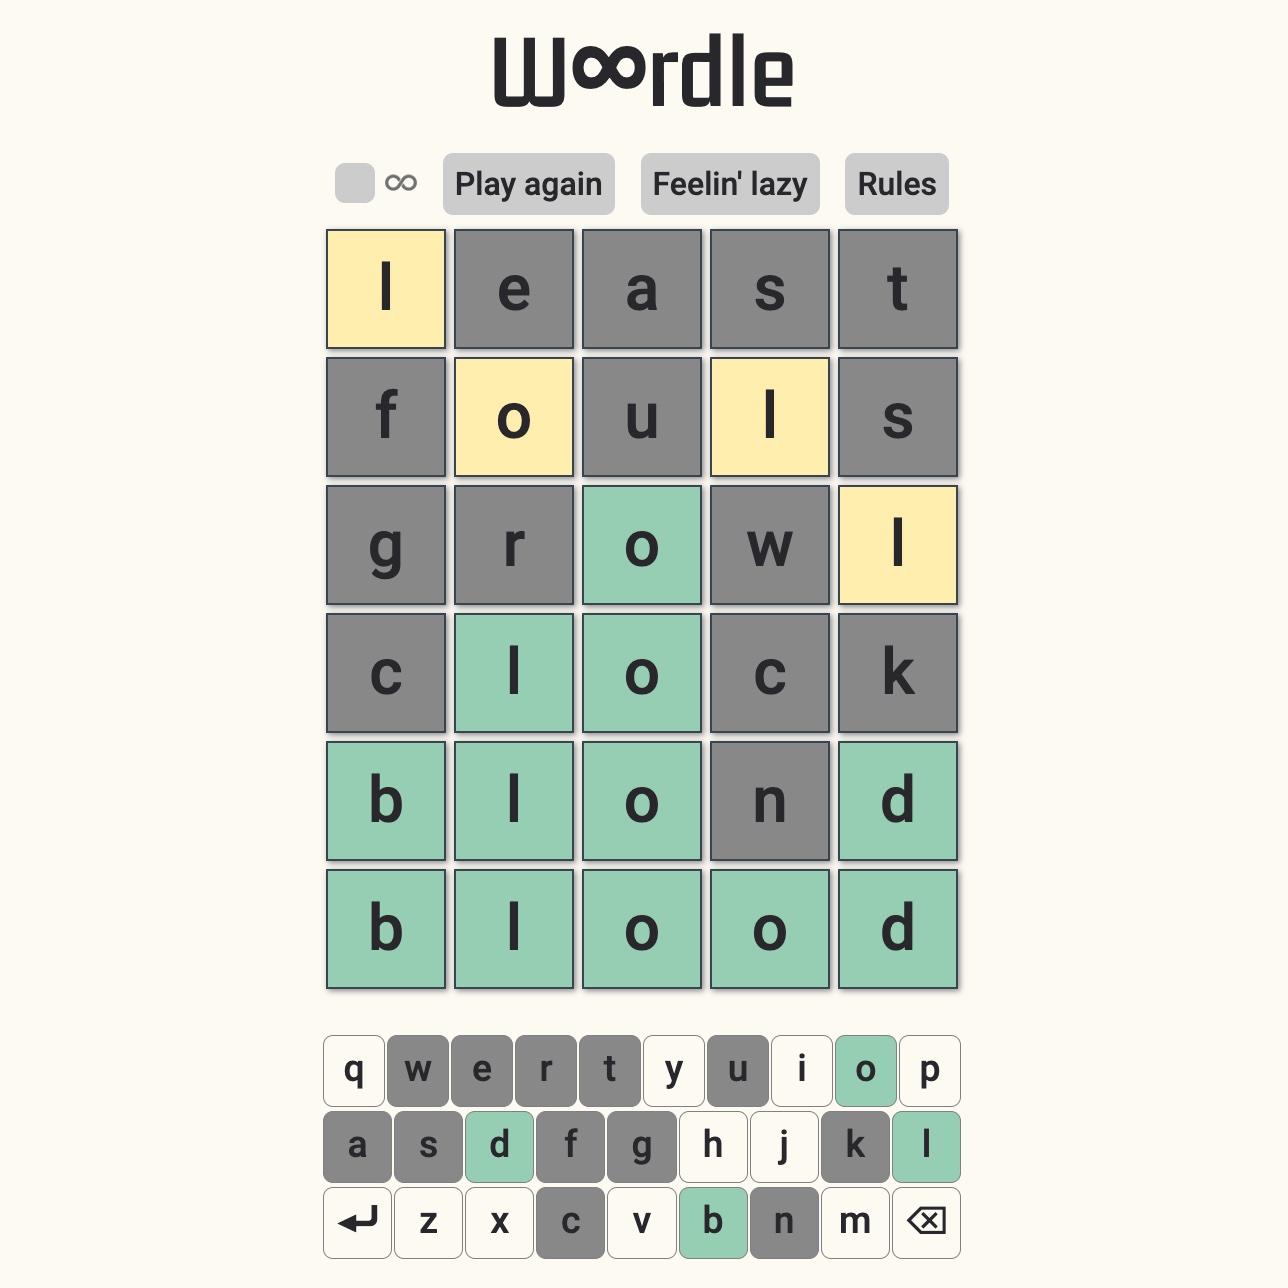 W∞rdle
∞ Play again Feelin' lazy Rules
l e a s t
f o u l s
g r o w l
c l o c k
b l o n d
b l o o d
q w e r t y u i o p
a s d f g h j k l
z x c v b n m